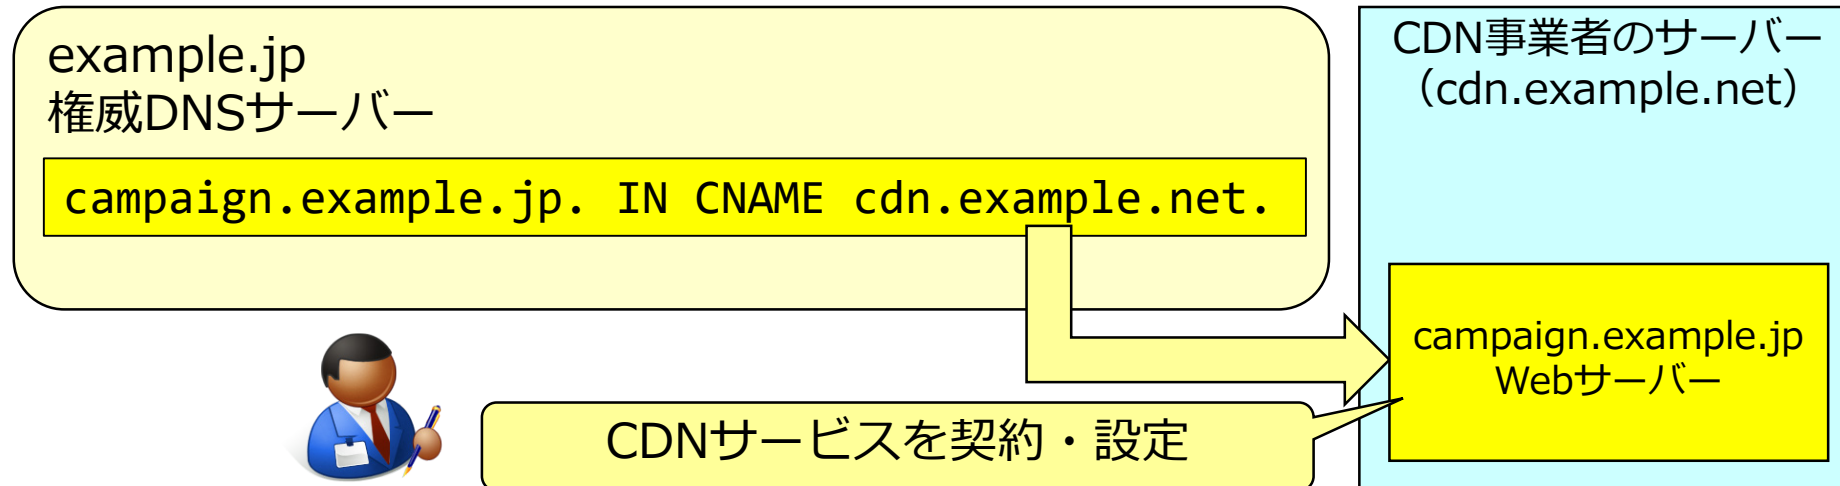 example.jp
権威DNSサーバー
campaign.example.jp. IN CNAME cdn.example.net.
CDNサービスを契約・設定
CDN事業者のサーバー
（cdn.example.net）
campaign.example.jp
Webサーバー